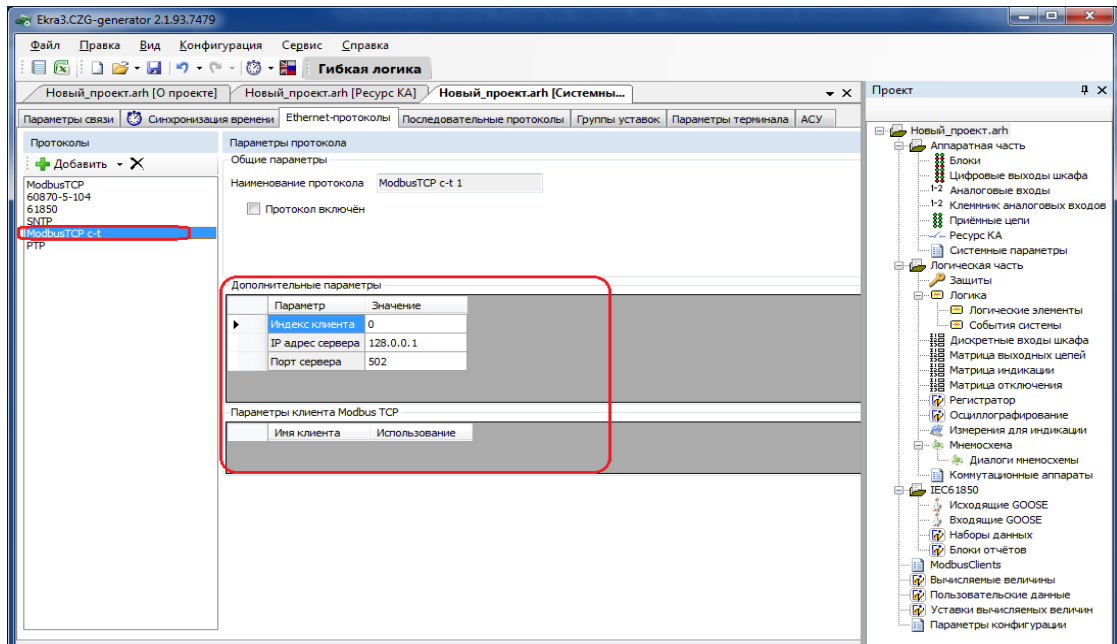 Ekra3.CZG-generator 2.1.93.7479
Файл Правка Вид Конфигурация Сервис Справка
Гибкая логика
Новый_проект.arh [О проекте] Новый_проект.arh [Ресурс КА] Новый_проект.arh [Системны...
Параметры связи Синхронизация времени Ethernet-протоколы Последовательные протоколы Группы уставок Параметры терминала АСУ
Протоколы
Добавить
ModbusTCP
60870-5-104
61850
SNTP
ModbusTCP c-t
PTP
Параметры протокола
Общие параметры
Наименование протокола ModbusTCP c-t 1
Протокол включён
Дополнительные параметры
Параметр Значение
Индекс клиента 0
IP адрес сервера 128.0.0.1
Порт сервера 502
Параметры клиента Modbus TCP
Имя клиента Использование
Проект
Новый_проект.arh
Аппаратная часть
Блоки
Цифровые выходы шкафа
1-2 Аналоговые входы
1-2 Клеммник аналоговых входов
Приёмные цепи
Ресурс КА
Системные параметры
Логическая часть
Защиты
Логика
Логические элементы
События системы
Дискретные входы шкафа
Матрица выходных цепей
Матрица индикации
Матрица отключения
Регистратор
Осциллографирование
Измерения для индикации
Мнемосхема
Диалоги мнемосхемы
Коммутационные аппараты
IEC61850
Исходящие GOOSE
Входящие GOOSE
Наборы данных
Блоки отчётов
ModbusClients
Вычисляемые величины
Пользовательские данные
Уставки вычисляемых величин
Параметры конфигурации